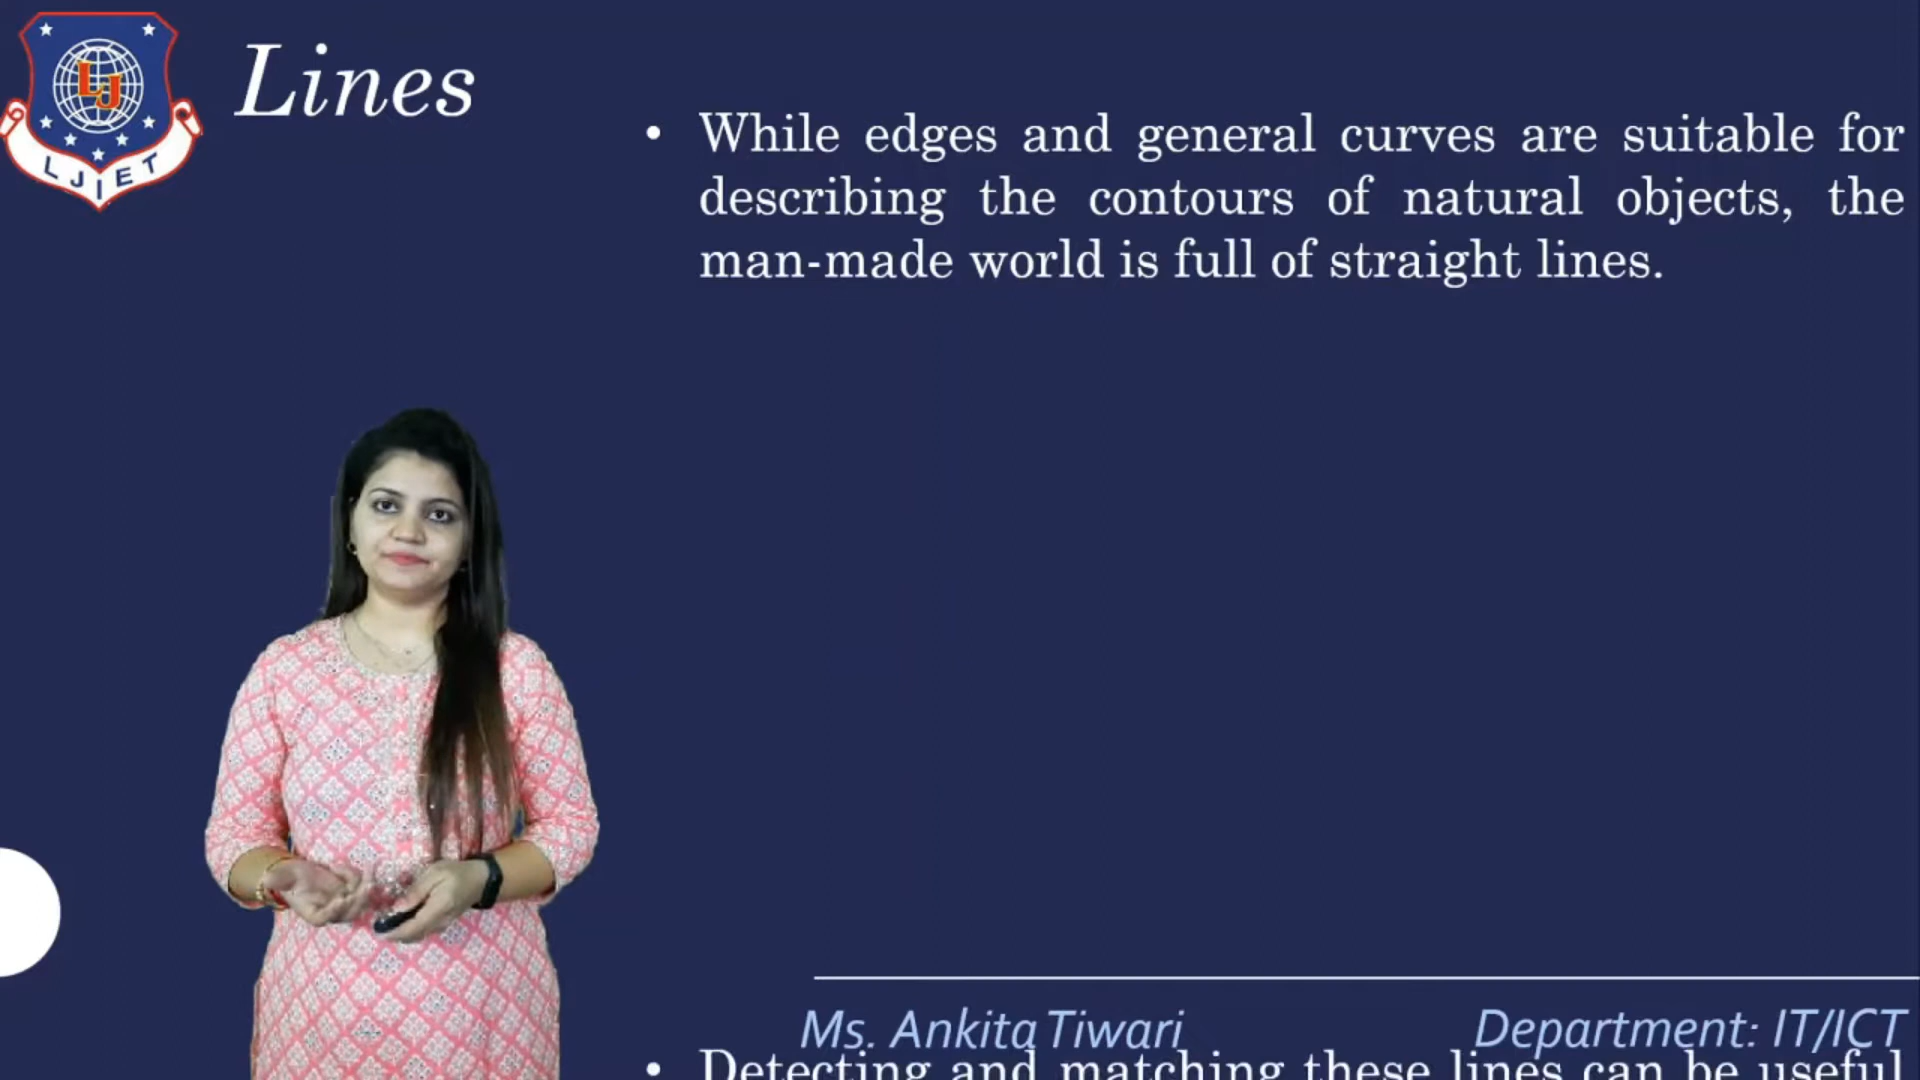 LJ
LJIET
Lines
• While edges and general curves are suitable for
describing the contours of natural objects, the
man-made world is full of straight lines.
Ms. Ankita Tiwari
Department: IT/ICT
• Detecting and matching these lines can be useful